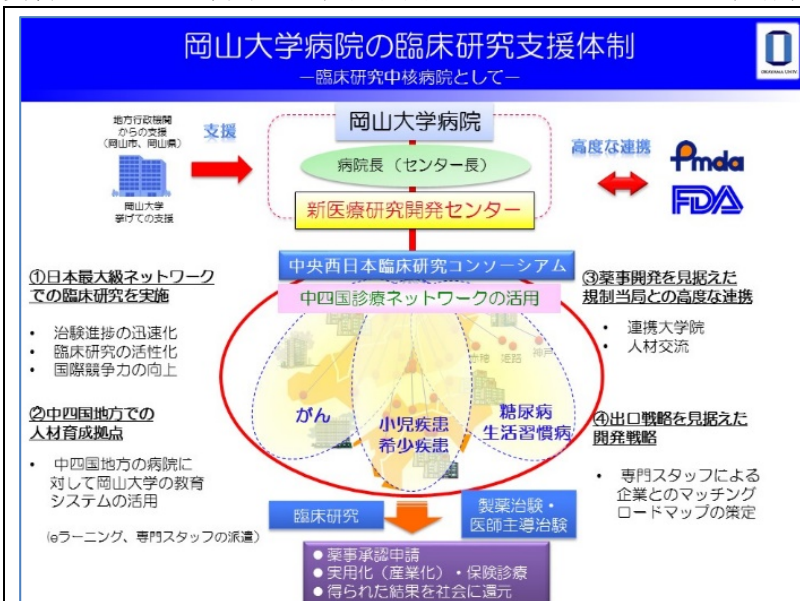 岡山大学病院の臨床研究支援体制
―臨床研究中核病院として―
OKAYAMA UNIV.
地方行政機関
からの支援
（岡山市、岡山県）
岡山大学
挙げての支援
支援
岡山大学病院
病院長（センター長）
新医療研究開発センター
高度な連携
Pmda
FDA
中央西日本臨床研究コンソーシアム
中四国診療ネットワークの活用
①日本最大級ネットワーク
での臨床研究を実施
• 治験進捗の迅速化
• 臨床研究の活性化
• 国際競争力の向上
②中四国地方での
人材育成拠点
• 中四国地方の病院に
対して岡山大学の教育
システムの活用
（eラーニング、専門スタッフの派遣）
姫路
神戸
がん
小児疾患
希少疾患
糖尿病
生活習慣病
③薬事開発を見据えた
規制当局との高度な連携
• 連携大学院
• 人材交流
④出口戦略を見据えた
開発戦略
• 専門スタッフによる
企業とのマッチング
ロードマップの策定
臨床研究
製薬治験・
医師主導治験
●薬事承認申請
●実用化（産業化）・保険診療
●得られた結果を社会に還元